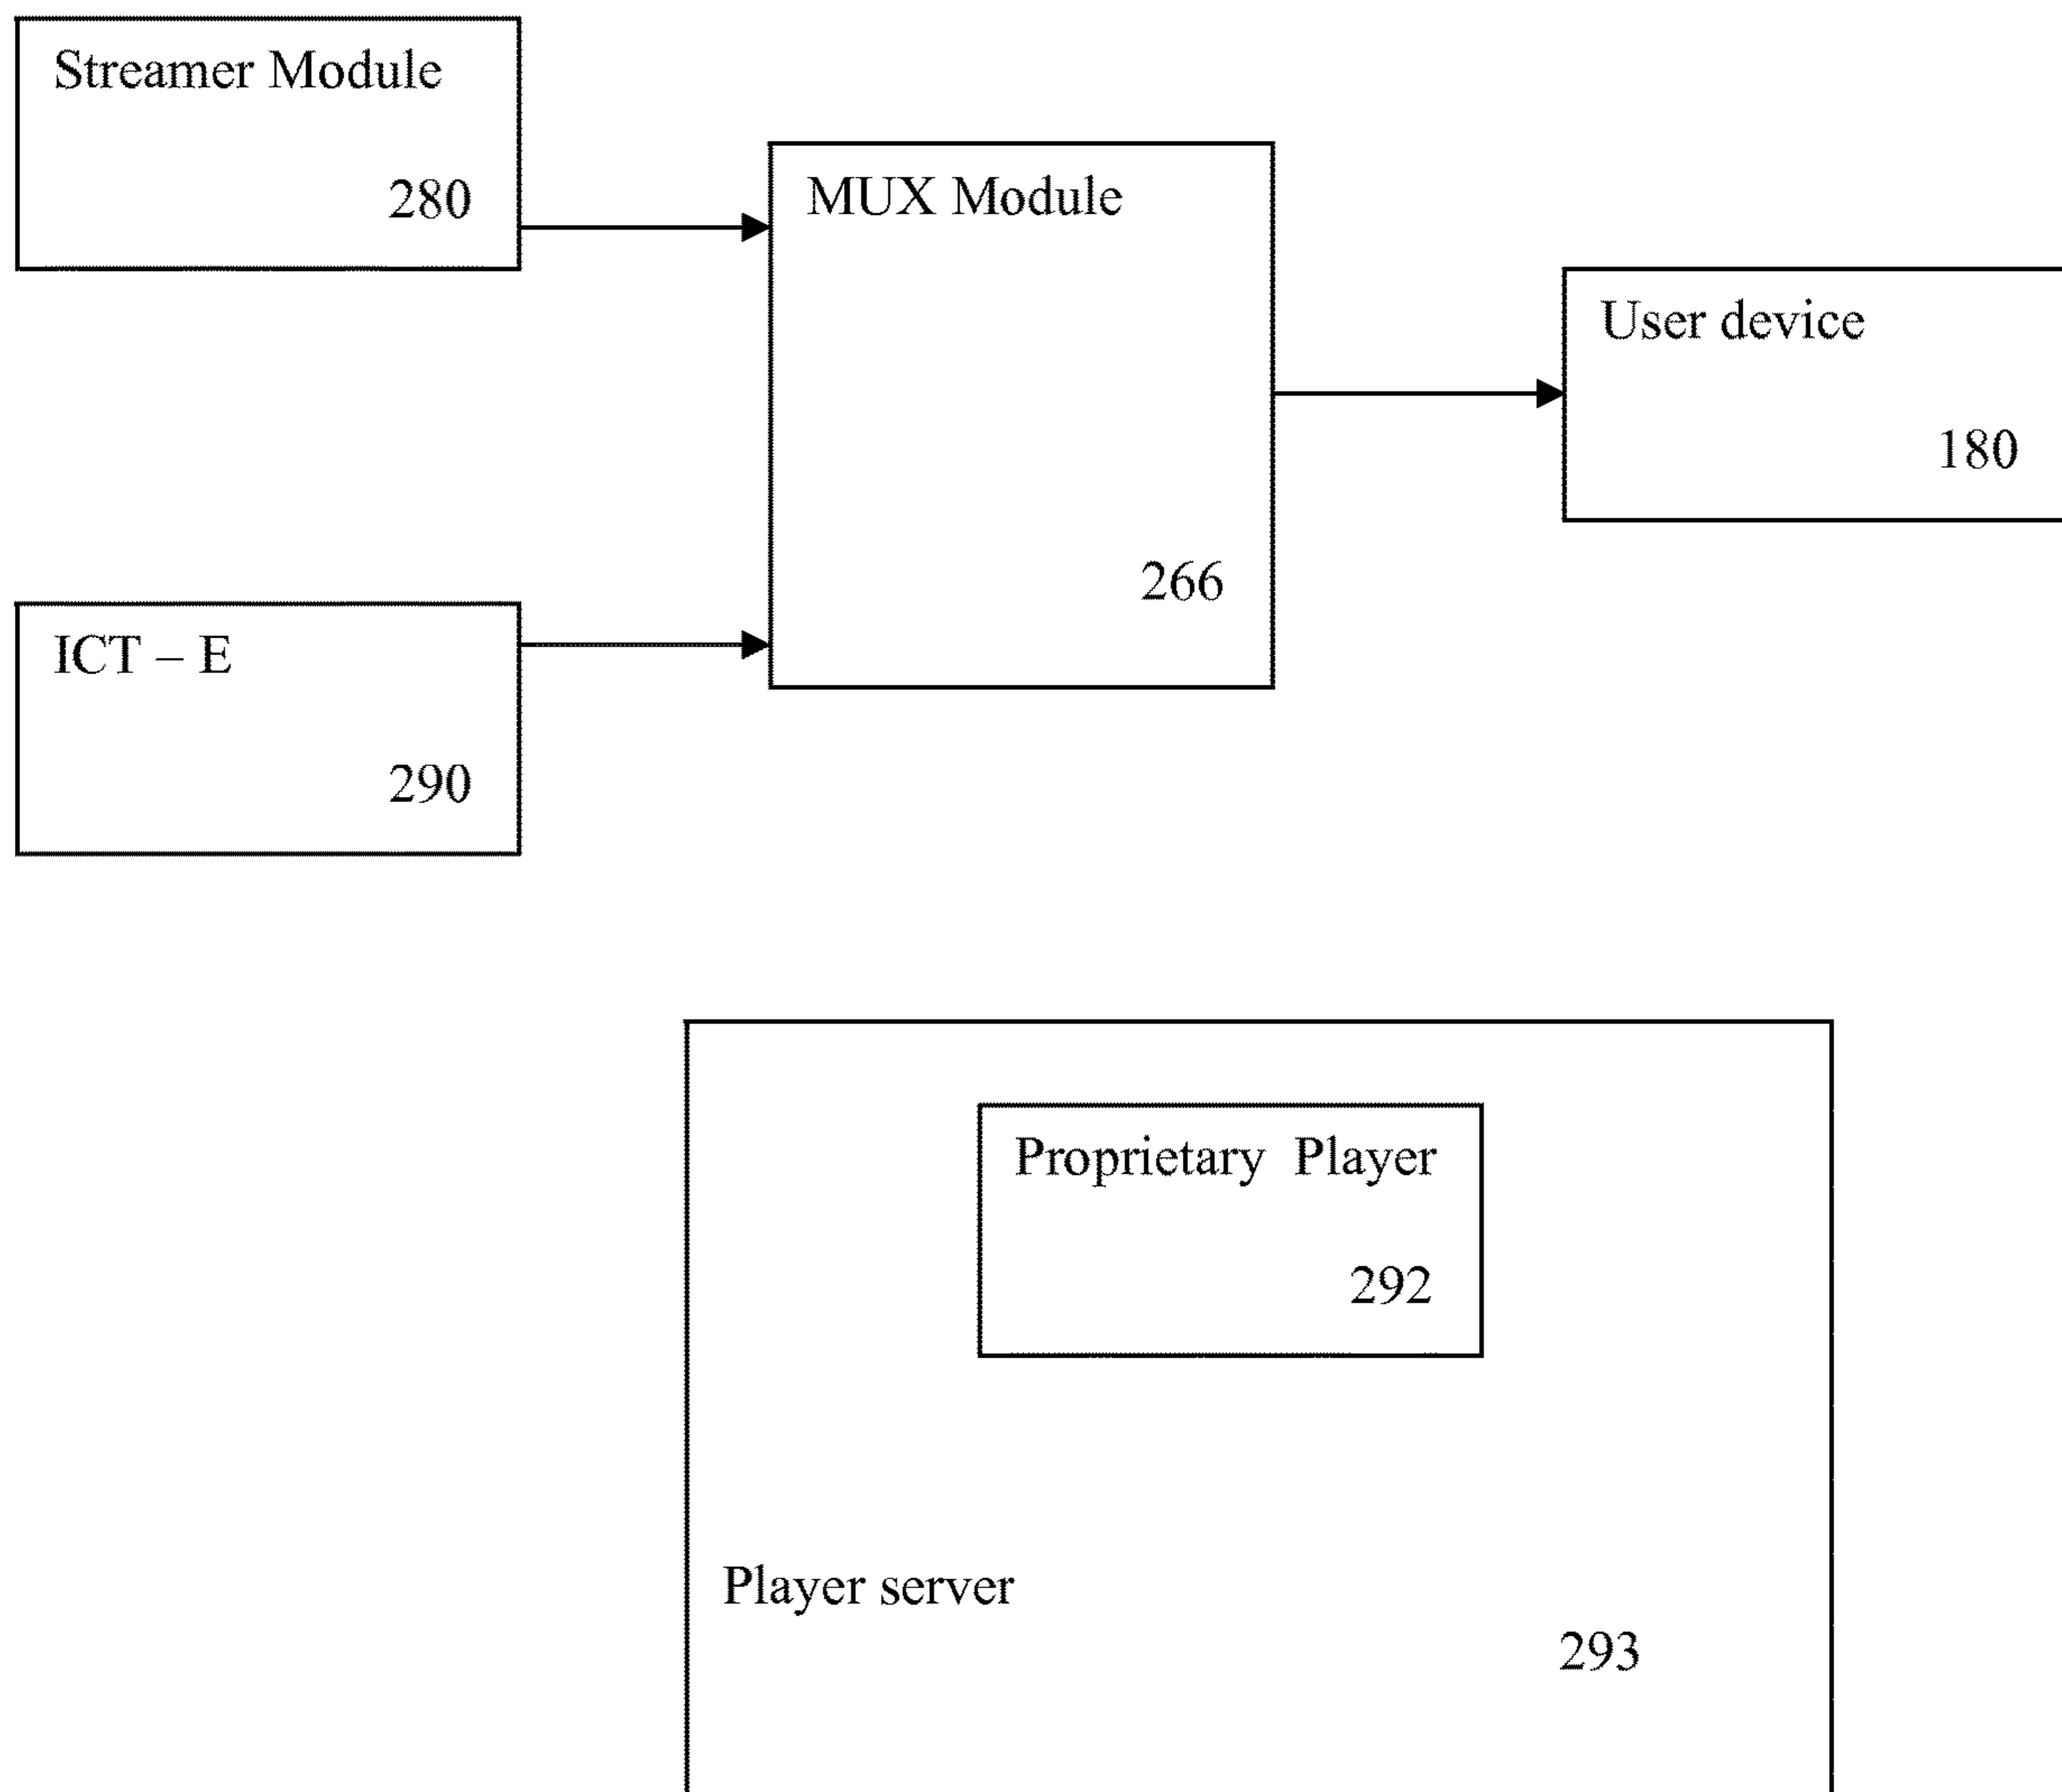 Streamer Module
280
MUX Module
266
User device
180
ICT – E
290
Proprietary Player
292
Player server
293